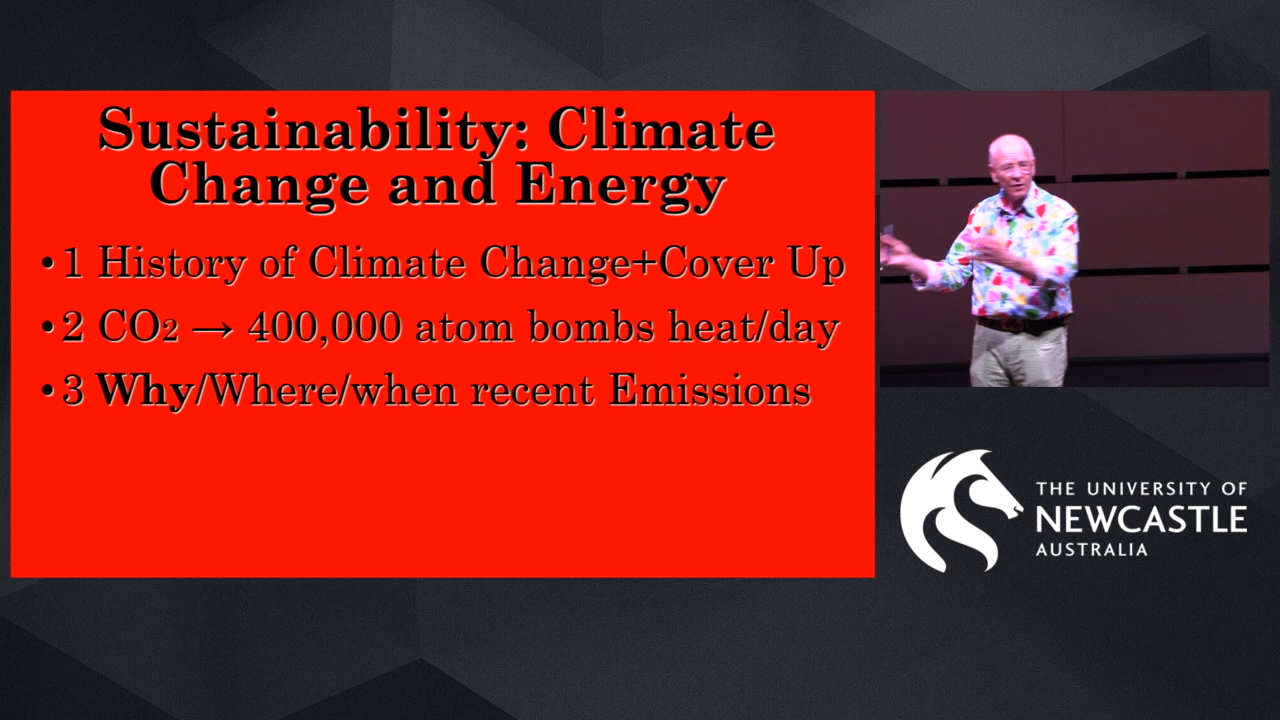 Sustainability: Climate
Change and Energy
• 1 History of Climate Change+Cover Up
• 2 CO₂ → 400,000 atom bombs heat/day
• 3 Why/Where/when recent Emissions
THE UNIVERSITY OF
NEWCASTLE
AUSTRALIA